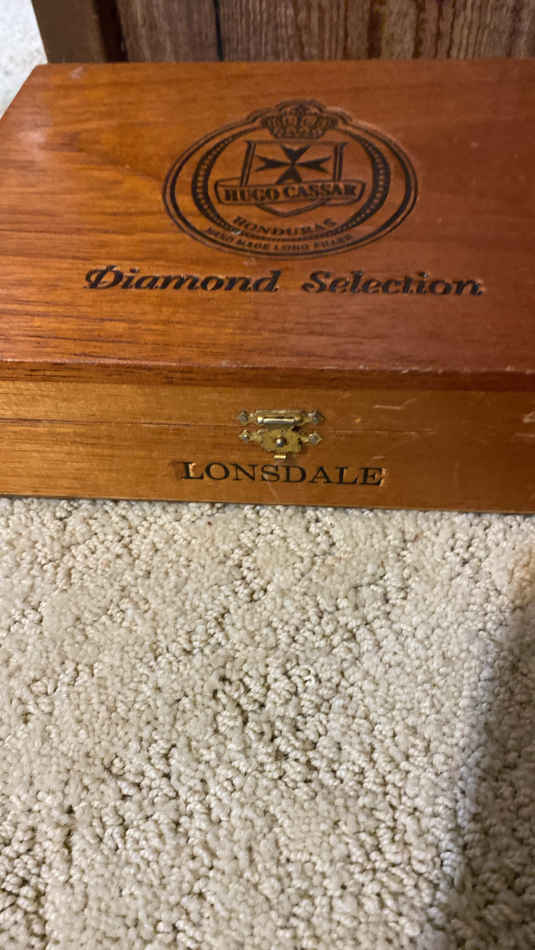 HUGO CASSAR
HONDURAS
HAND MADE LONG FILLER
Diamond Selection
LONSDALE